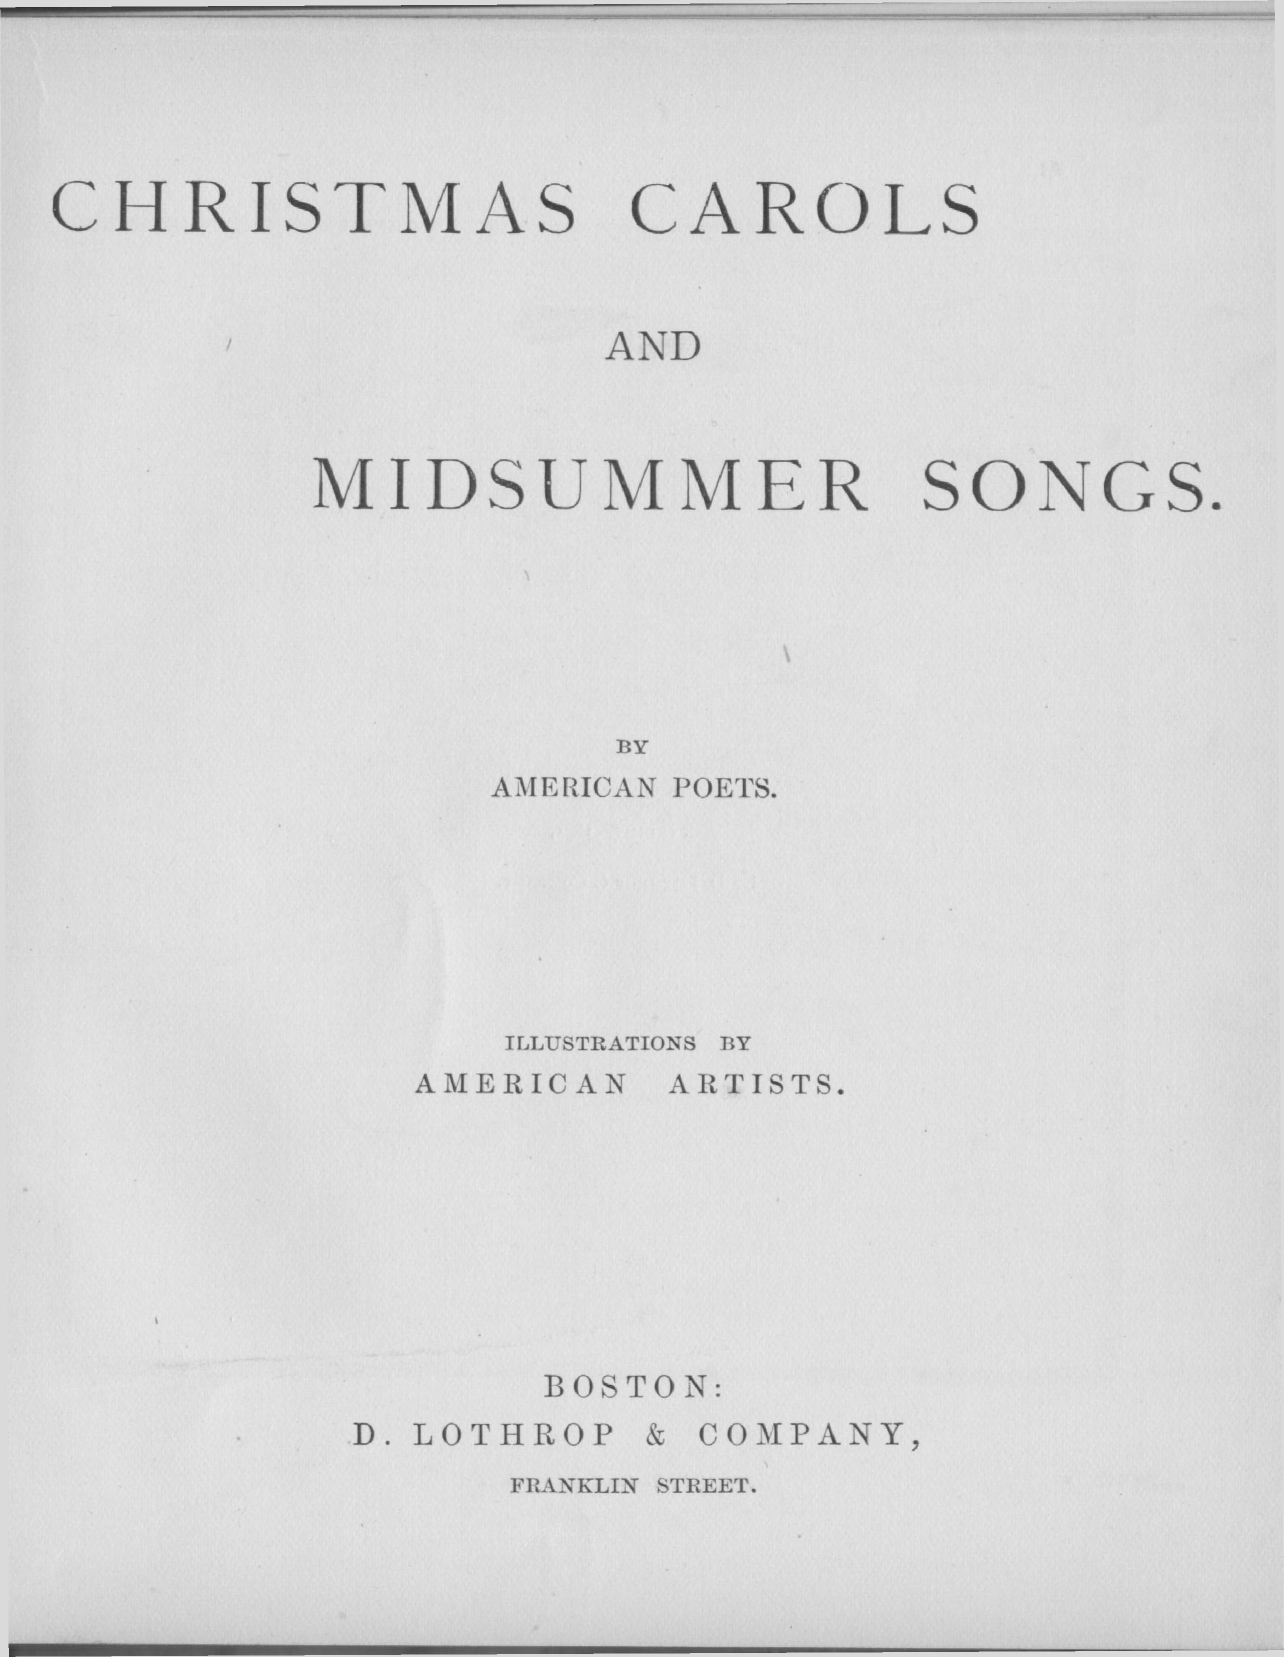 CHRISTMAS CAROLS
AND
MIDSUMMER SONGS.
BY
AMERICAN POETS.
ILLUSTRATIONS BY
AMERICAN ARTISTS.
BOSTON:
D. LOTHROP & COMPANY,
FRANKLIN STREET.